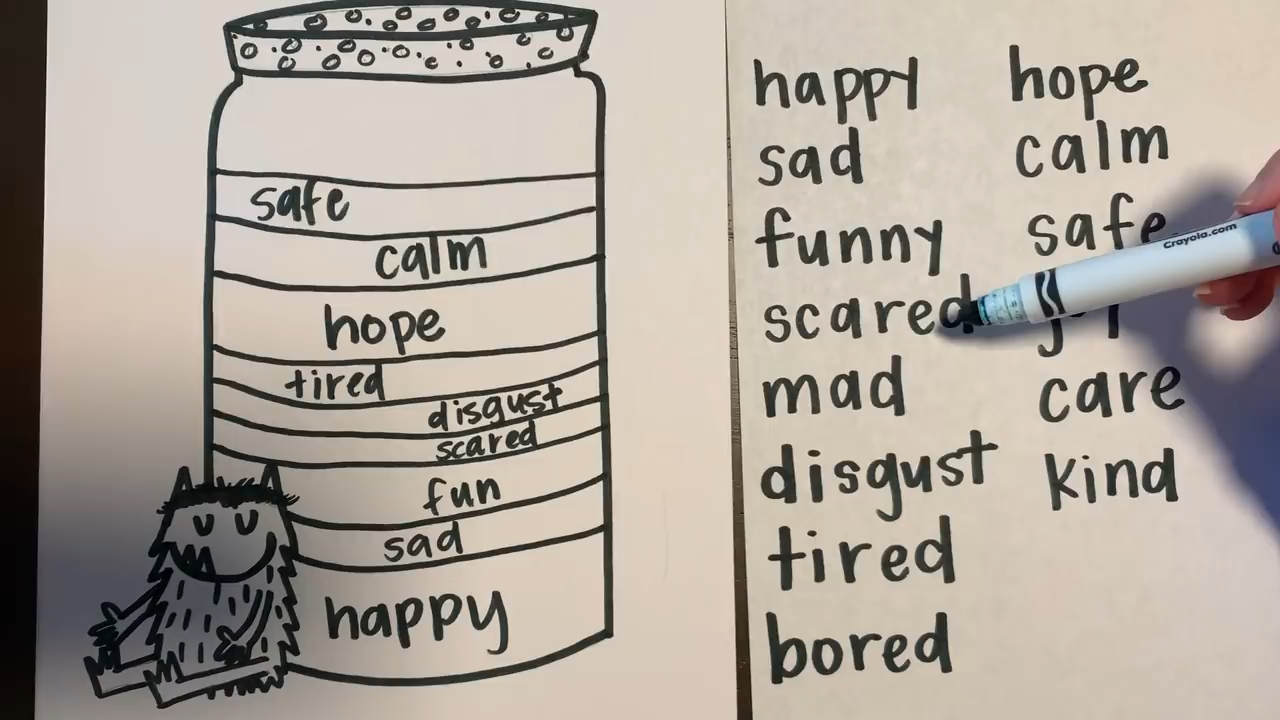 safe
calm
hope
tired
disgust
scared
fun
sad
happy
happy
sad
funny
scared
mad
disgust
tired
bored
hope
calm
safe
care
kind
Crayola.com